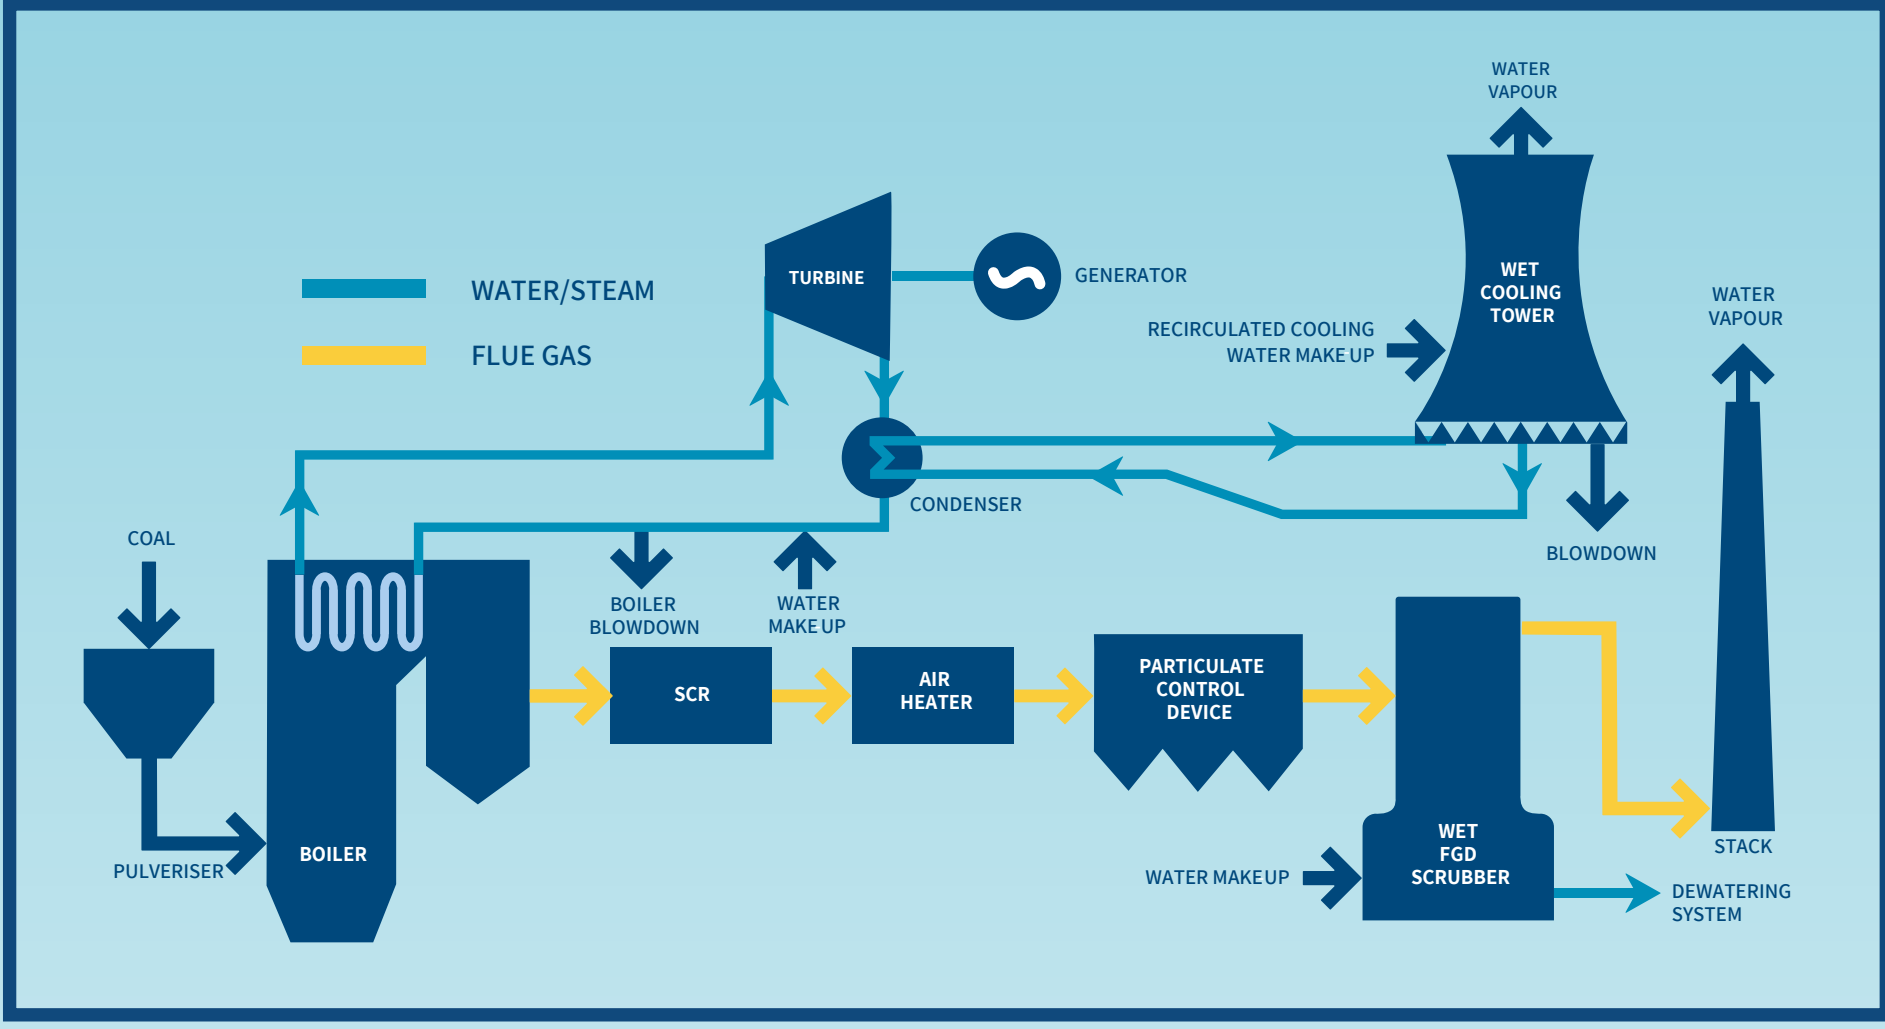 WATER
VAPOUR
WATER/STEAM
FLUE GAS
TURBINE
GENERATOR
WET
COOLING
TOWER
RECIRCULATED COOLING
WATER MAKE UP
WATER
VAPOUR
CONDENSER
BLOWDOWN
COAL
BOILER
BLOWDOWN
WATER
MAKE UP
SCR
AIR
HEATER
PARTICULATE
CONTROL
DEVICE
BOILER
PULVERISER
WET
FGD
SCRUBBER
WATER MAKEUP
STACK
DEWATERING
SYSTEM